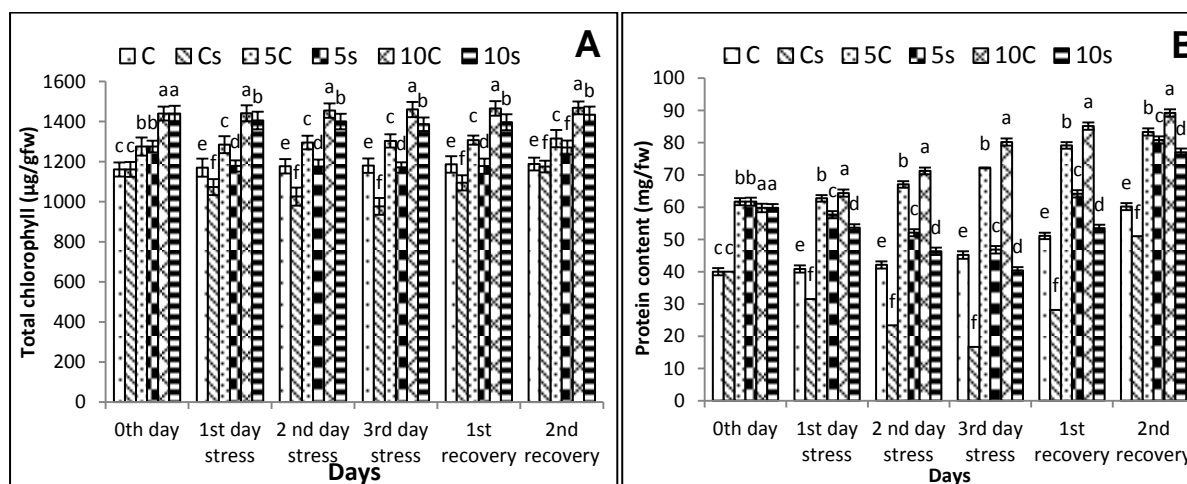 A
C Cs 5C 5s 10C 10s
Total chlorophyll (µg/gfw)
1600
1400
1200
1000
800
600
400
200
0
c c b b a a
e f c d a b
e f c d a b
e f c d a b
e f c d a b
e f c f a b
0th day 1st day 2 nd day 3rd day 1st 2nd
stress stress stress recovery recovery
Days
B
C Cs 5C 5s 10C 10s
Protein content (mg/fw)
100
90
80
70
60
50
40
30
20
10
0
c c b b a a
e f b c a d
e f b c a d
e f b c a d
e f b c a d
e f b c a d
0th day 1st day 2 nd day 3rd day 1st 2nd
stress stress stress recovery recovery
Days